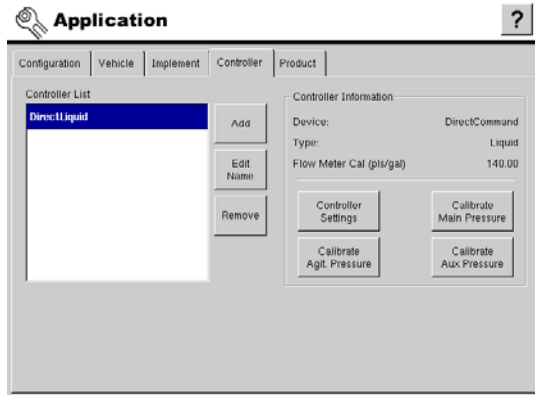 Application
?
Configuration Vehicle Implement Controller Product
Controller List
DirectLiquid
Add
Edit
Name
Remove
Controller Information
Device: DirectCommand
Type: Liquid
Flow Meter Cal (pls/gal) 140.00
Controller
Settings
Calibrate
Main Pressure
Calibrate
Agit. Pressure
Calibrate
Aux Pressure